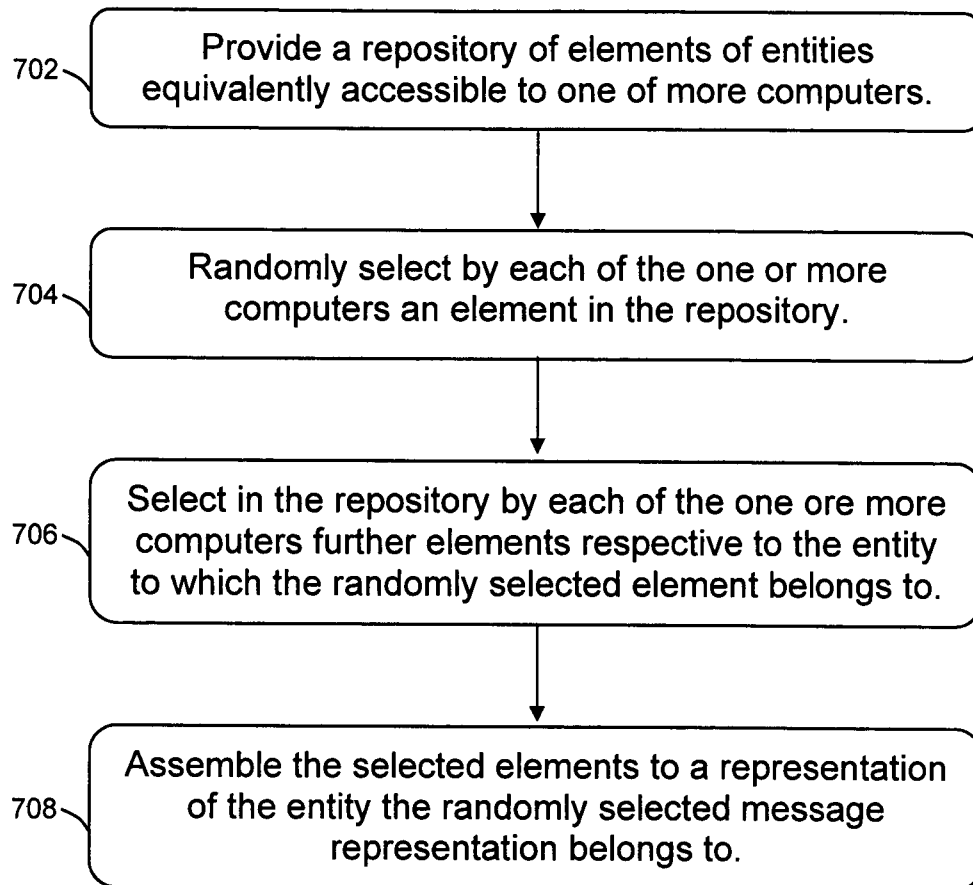 702
Provide a repository of elements of entities
equivalently accessible to one of more computers.
704
Randomly select by each of the one or more
computers an element in the repository.
706
Select in the repository by each of the one ore more
computers further elements respective to the entity
to which the randomly selected element belongs to.
708
Assemble the selected elements to a representation
of the entity the randomly selected message
representation belongs to.